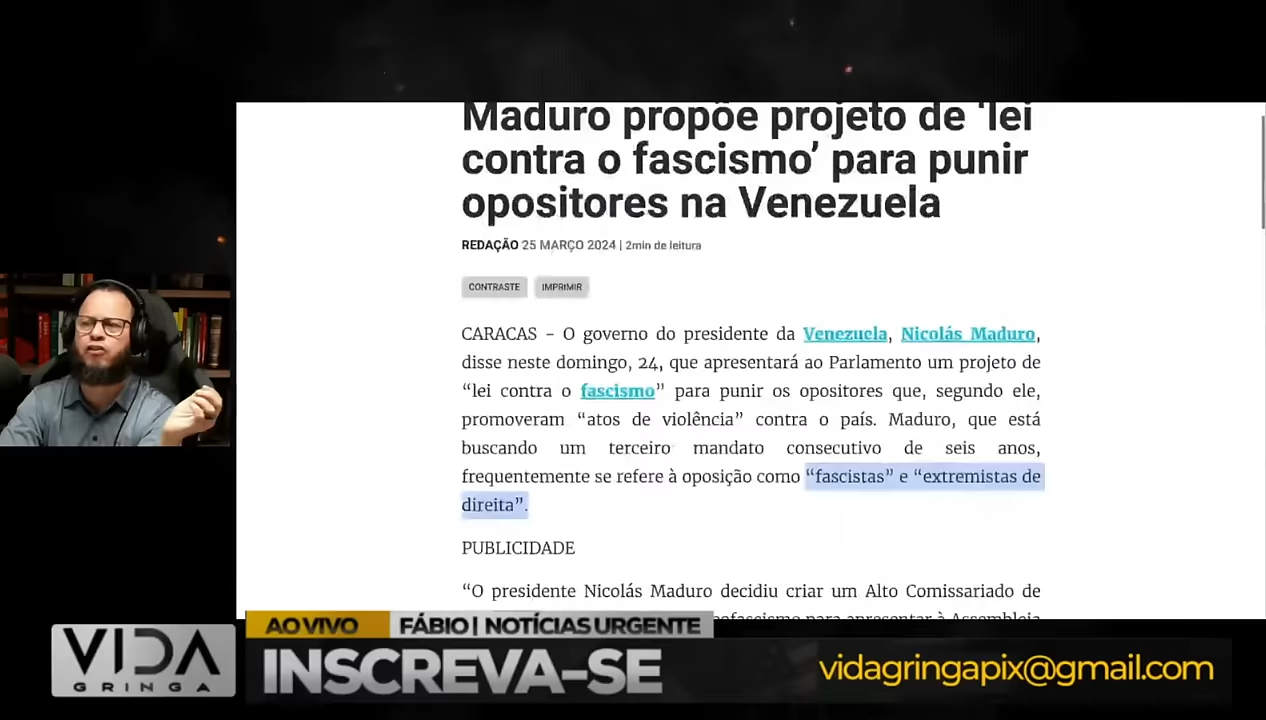 Maduro propõe projeto de ‘lei
contra o fascismo’ para punir
opositores na Venezuela
REDAÇÃO 25 MARÇO 2024 | 2min de leitura
CONTRASTE IMPRIMIR
CARACAS - O governo do presidente da Venezuela, Nicolás Maduro,
disse neste domingo, 24, que apresentará ao Parlamento um projeto de
“lei contra o fascismo” para punir os opositores que, segundo ele,
promoveram “atos de violência” contra o país. Maduro, que está
buscando um terceiro mandato consecutivo de seis anos,
frequentemente se refere à oposição como “fascistas” e “extremistas de
direita”.
PUBLICIDADE
“O presidente Nicolás Maduro decidiu criar um Alto Comissariado de
para apresentar à Assembleia
AO VIVO FÁBIO | NOTÍCIAS URGENTE
VIDA
GRINGA
INSCREVA-SE
vidagringapix@gmail.com